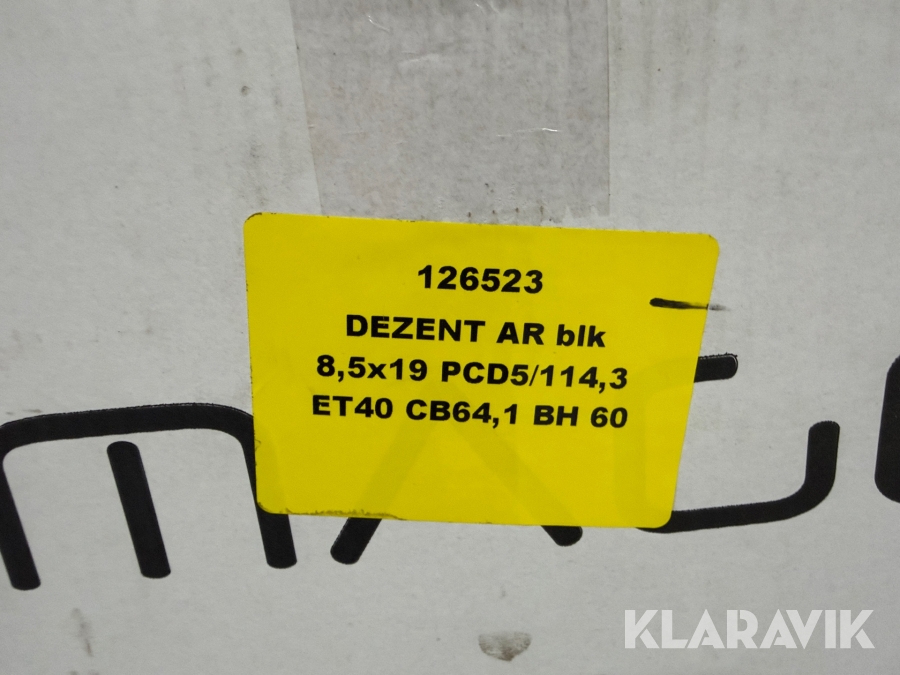 126523
DEZENT AR blk
8,5x19 PCD5/114,3
ET40 CB64,1 BH 60
KLARAVIK